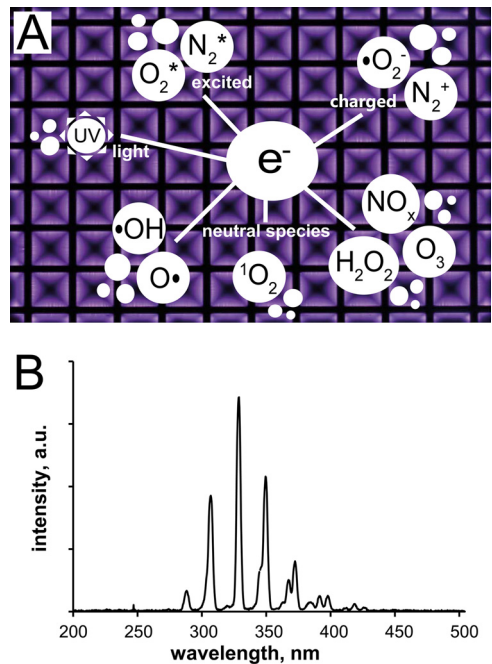 A
N₂*
O₂*
excited
•O₂⁻
N₂⁺
charged
UV
light
e⁻
•OH
O•
neutral species
¹O₂
NOₓ
H₂O₂
O₃
B
intensity, a.u.
200 250 300 350 400 450 500
wavelength, nm